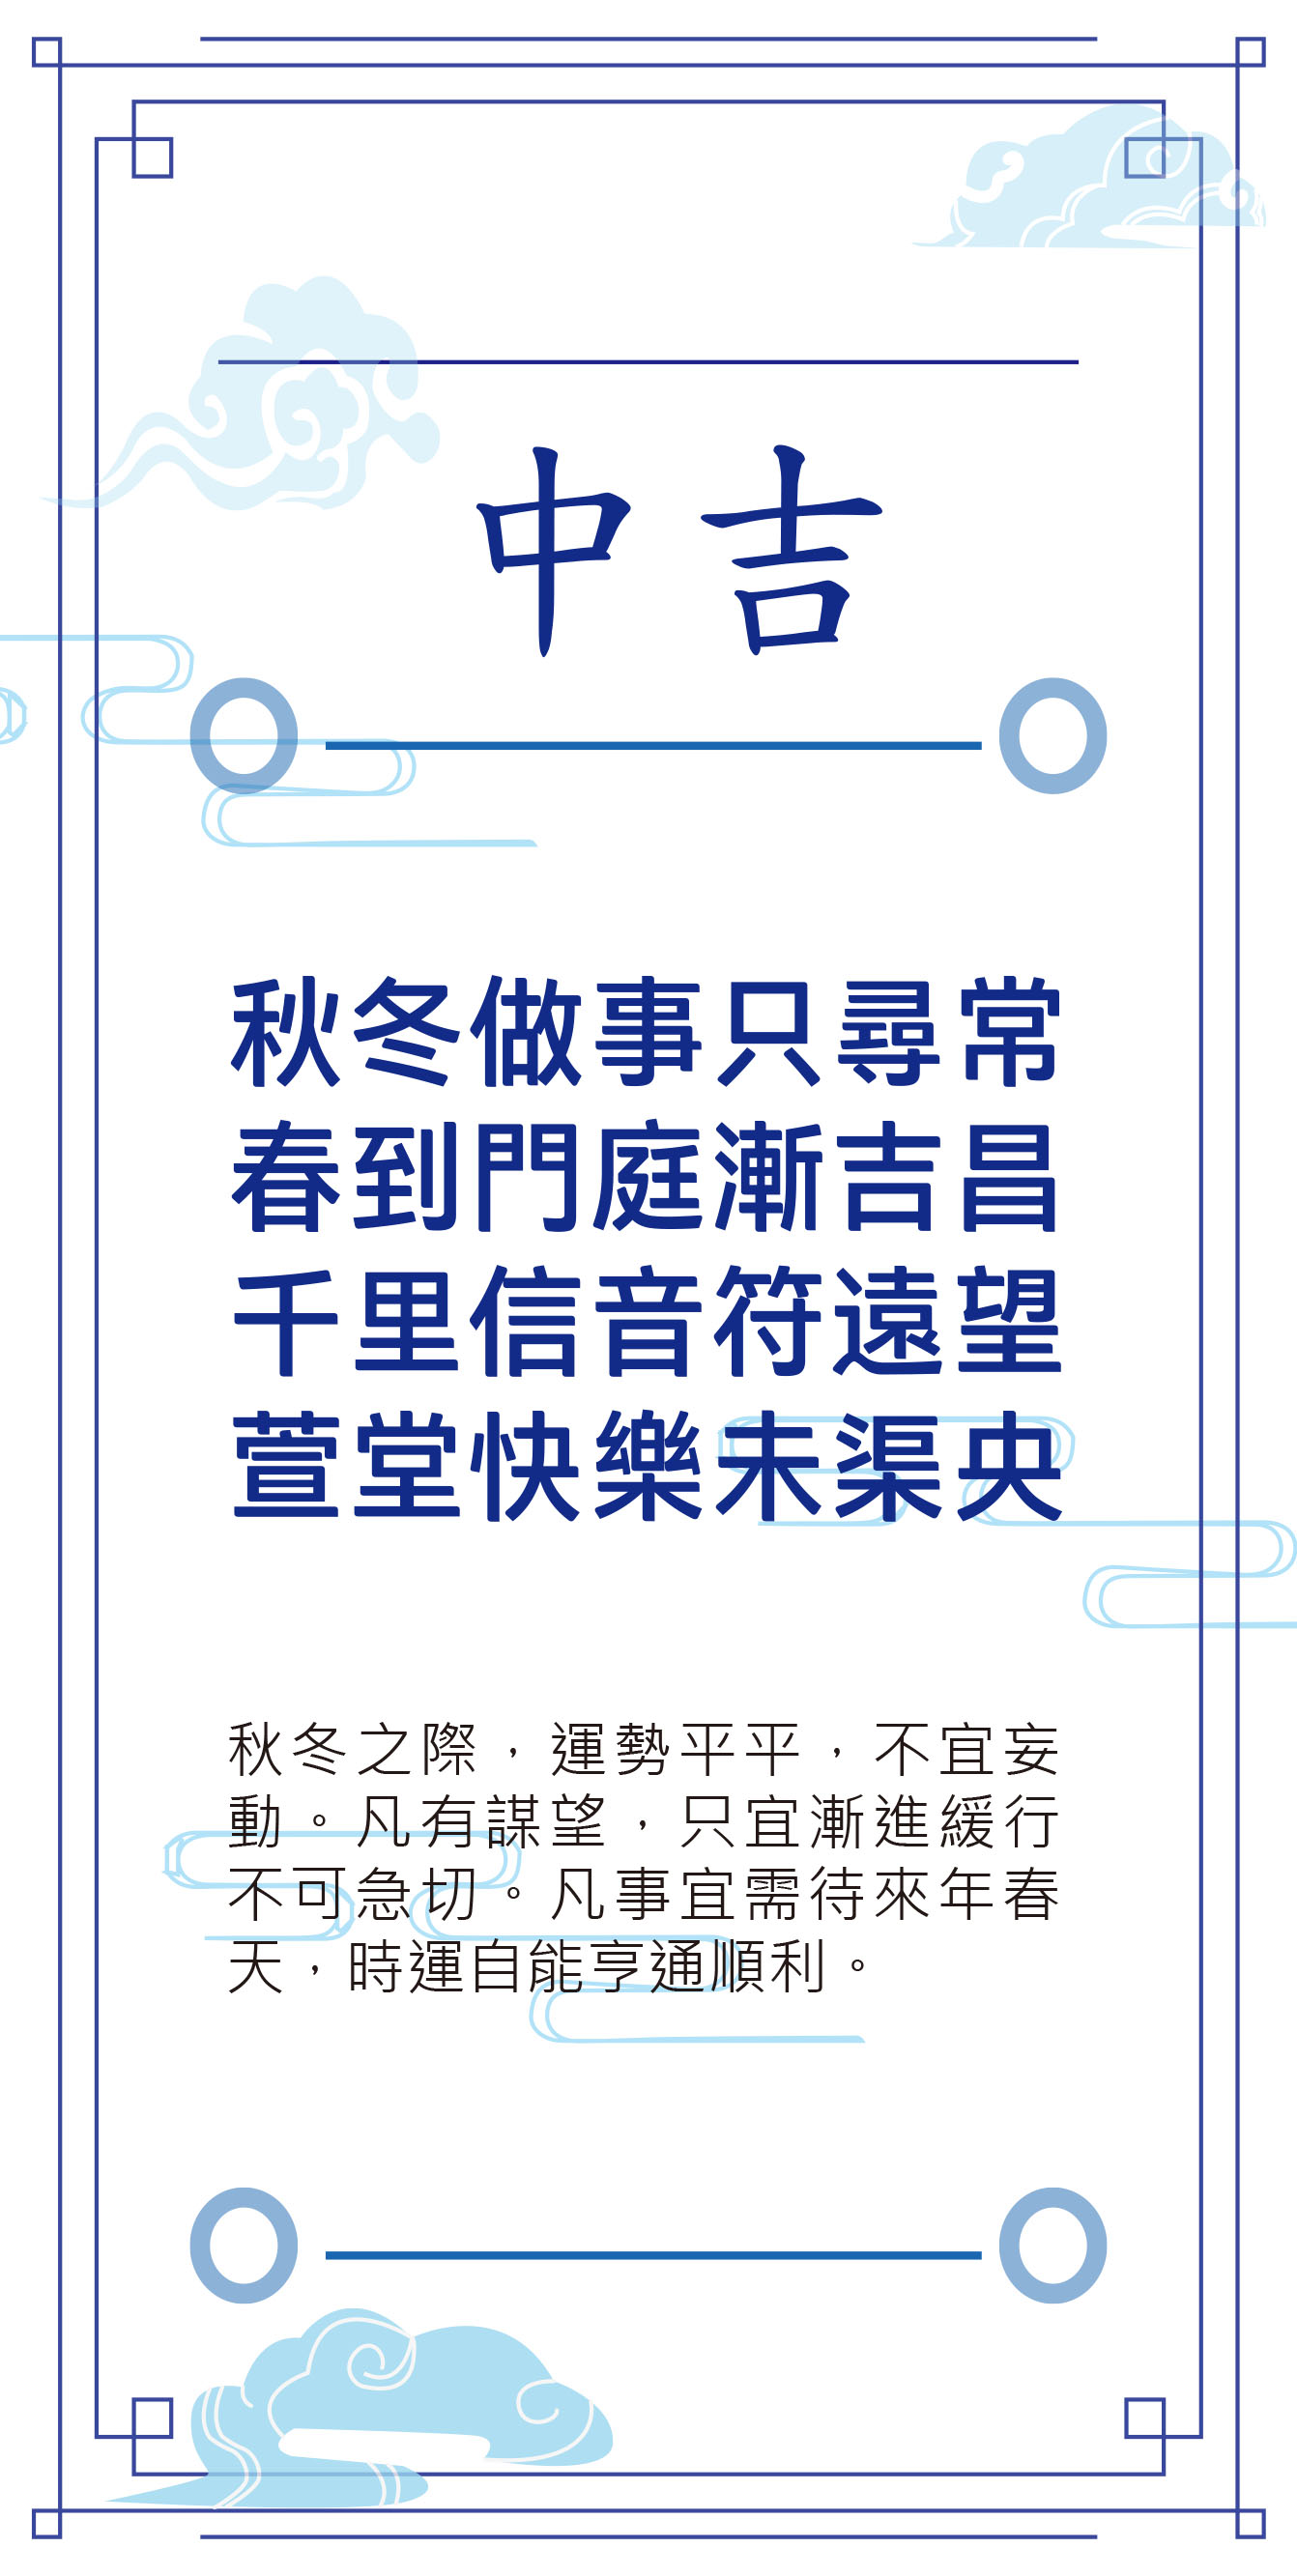 中吉
秋冬做事只尋常
春到門庭漸吉昌
千里信音符遠望
萱堂快樂未渠央
秋冬之際，運勢平平，不宜妄
動。凡有謀望，只宜漸進緩行
不可急切。凡事宜需待來年春
天，時運自能亨通順利。